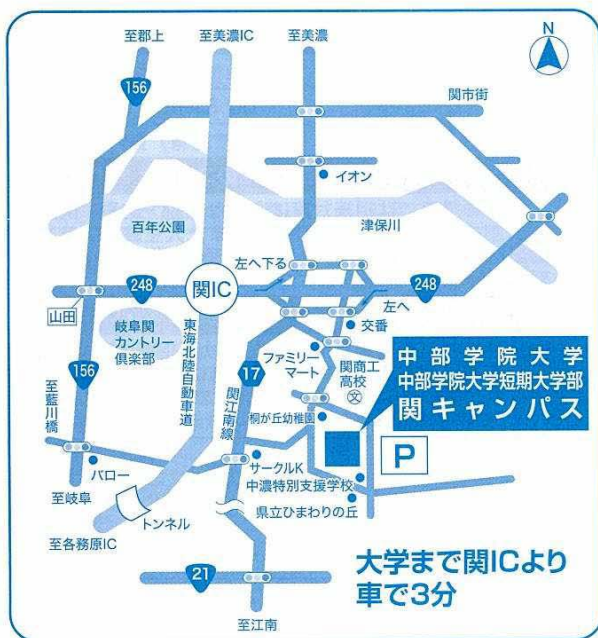 至郡上
至美濃IC
至美濃
N
156
関市街
イオン
百年公園
津保川
左へ下る
関IC
248
248
山田
左へ
交番
岐阜関
カントリー
倶楽部
東海北陸自動車道
ファミリー
マート
関商工
高校
文
中部学院大学
中部学院大学短期大学部
関キャンパス
156
17
関江南線
至藍川橋
桐が丘幼稚園
P
バロー
サークルK
中濃特別支援学校
県立ひまわりの丘
至岐阜
トンネル
至各務原IC
21
大学まで関ICより
車で3分
至江南